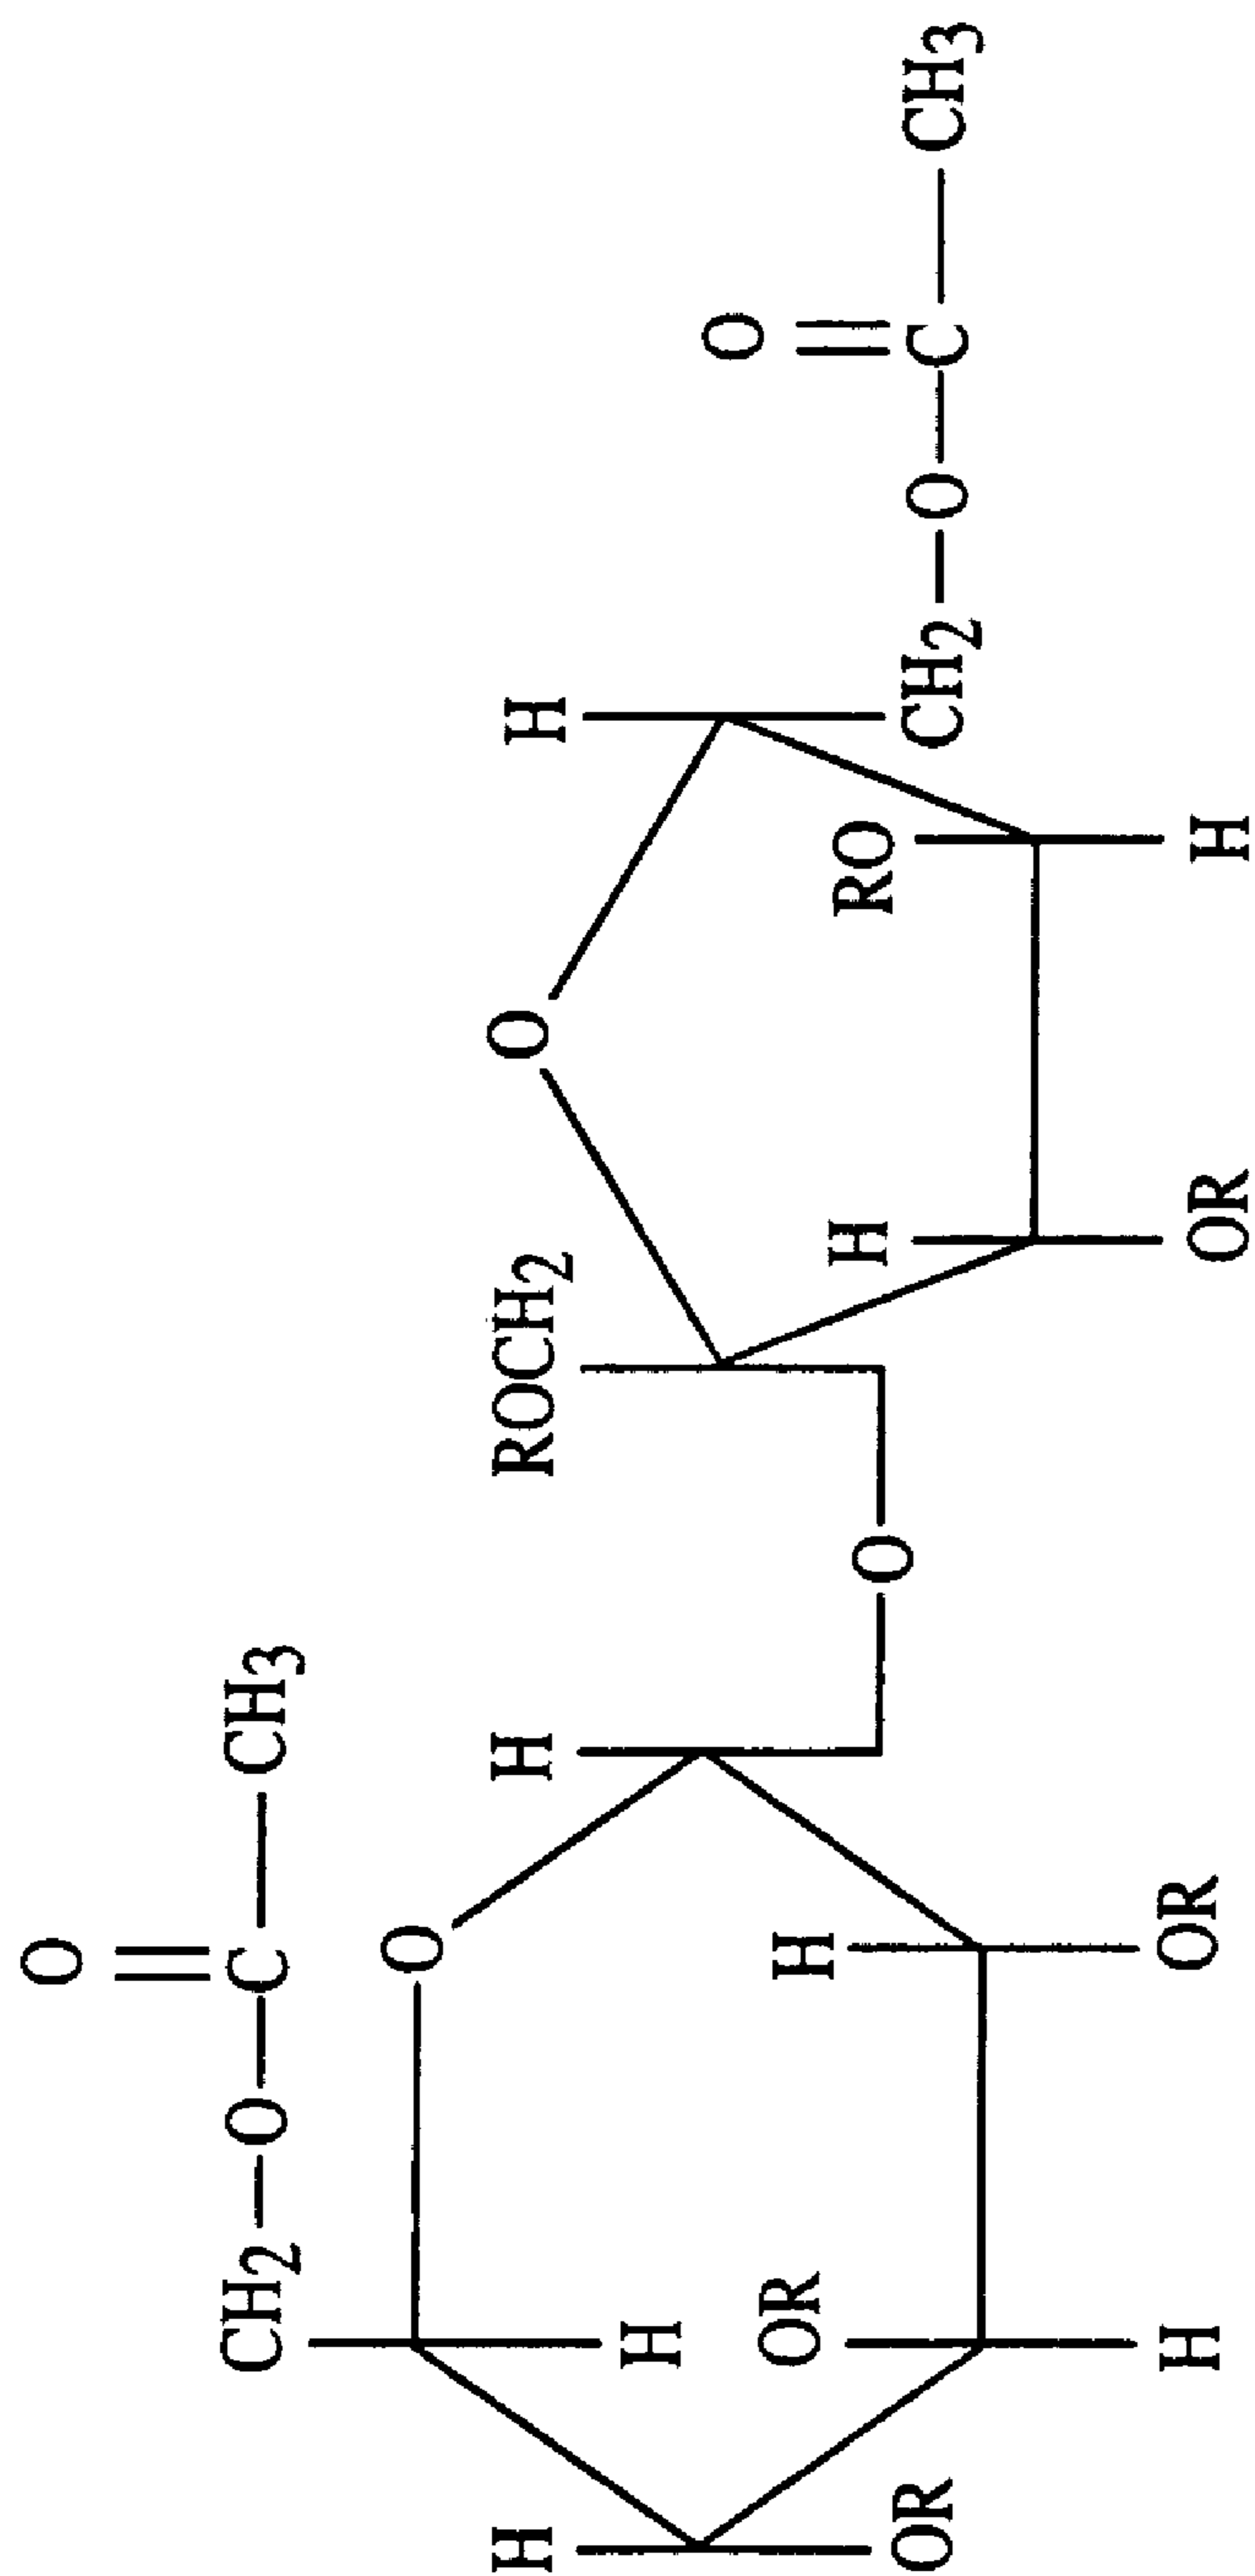 O
CH2–O–C–CH3
O
H H ROCH2 O H
H
O
OR H O H RO
OR CH2–O–C–CH3
H OR OR H